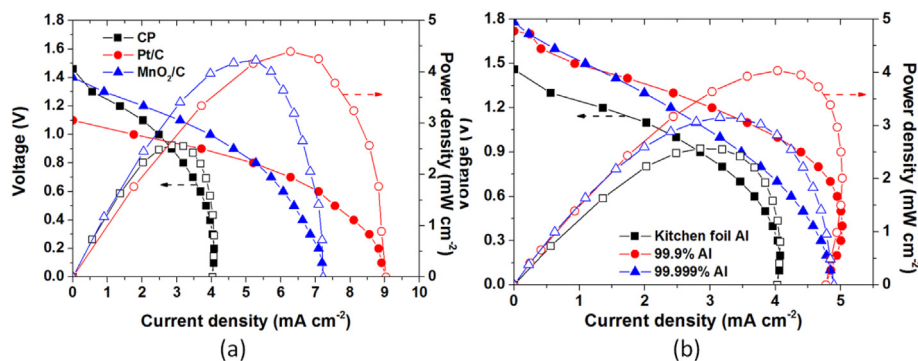 (a)
1.8
1.6
1.4
1.2
1.0
0.8
0.6
0.4
0.2
0.0
Voltage (V)
CP
Pt/C
MnO₂/C
5
4
3
2
1
0
Power density (mW cm⁻²)
0 1 2 3 4 5 6 7 8 9 10
Current density (mA cm⁻²)
(a)
(b)
1.8
1.5
1.2
0.9
0.6
0.3
0.0
Voltage (V)
Kitchen foil Al
99.9% Al
99.999% Al
5
4
3
2
1
0
Power density (mW cm⁻²)
0 1 2 3 4 5
Current density (mA cm⁻²)
(b)